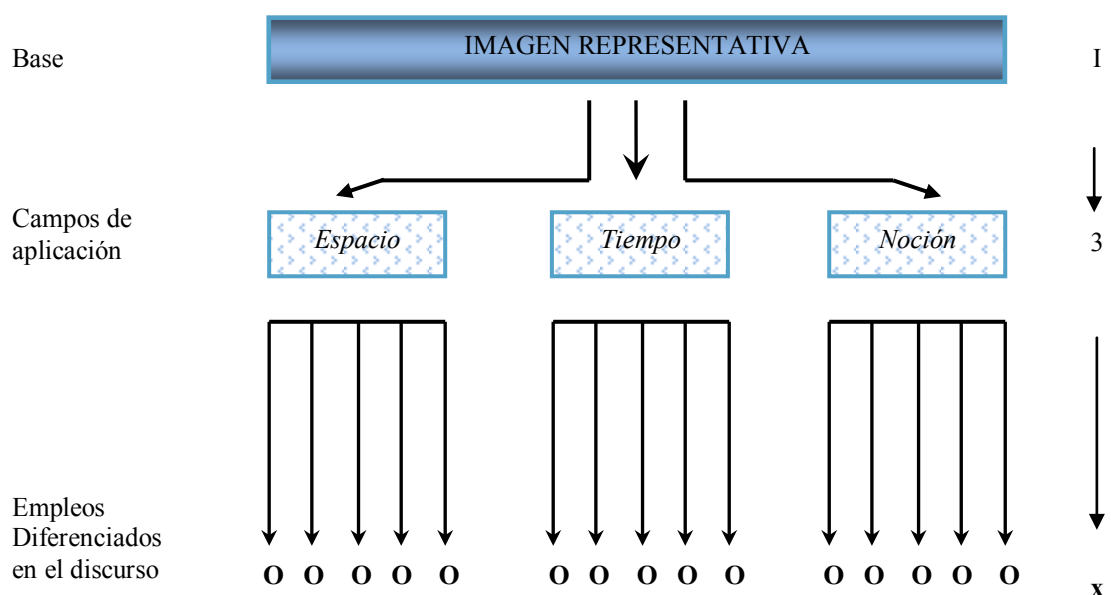 Base
IMAGEN REPRESENTATIVA
I
Campos de
aplicación
Espacio
Tiempo
Noción
3
Empleos
Diferenciados
en el discurso
O O O O O
O O O O O
O O O O O
x